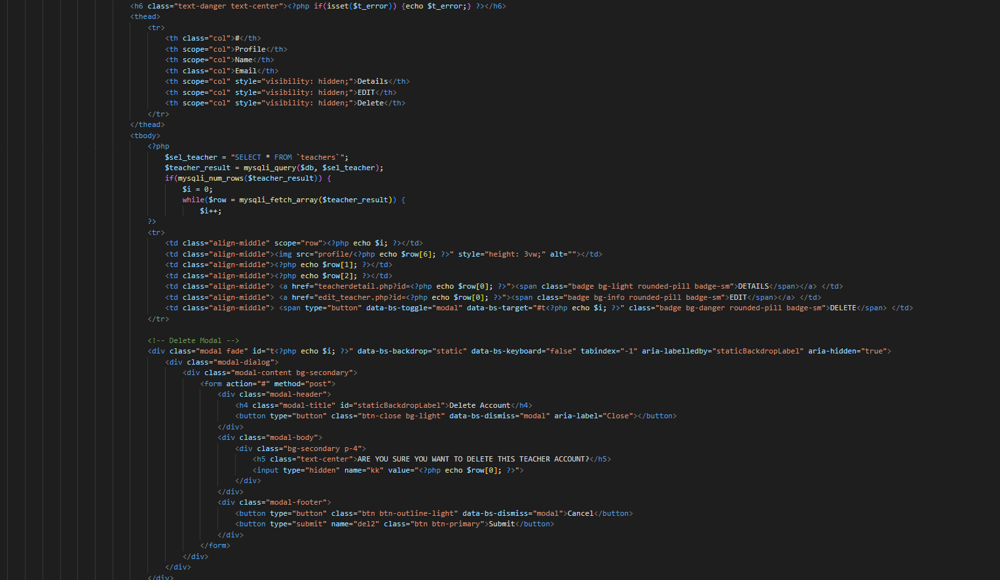 <h6 class="text-danger text-center"><?php if(isset($t_error)) {echo $t_error;} ?></h6>
<thead>
<tr>
<th class="col">#</th>
<th scope="col">Profile</th>
<th scope="col">Name</th>
<th class="col">Email</th>
<th scope="col" style="visibility: hidden;">Details</th>
<th scope="col" style="visibility: hidden;">EDIT</th>
<th scope="col" style="visibility: hidden;">Delete</th>
</tr>
</thead>
<tbody>
<?php
$sel_teacher = "SELECT * FROM `teachers`";
$teacher_result = mysqli_query($db, $sel_teacher);
if(mysqli_num_rows($teacher_result)) {
$i = 0;
while($row = mysqli_fetch_array($teacher_result)) {
$i++;
?>
<tr>
<td class="align-middle" scope="row"><?php echo $i; ?></td>
<td class="align-middle"><img src="profile/<?php echo $row[6]; ?>" style="height: 3vw;" alt=""></td>
<td class="align-middle"><?php echo $row[1]; ?></td>
<td class="align-middle"><?php echo $row[2]; ?></td>
<td class="align-middle"> <a href="teacherdetail.php?id=<?php echo $row[0]; ?>"><span class="badge bg-light rounded-pill badge-sm">DETAILS</span></a> </td>
<td class="align-middle"> <a href="edit_teacher.php?id=<?php echo $row[0]; ?>"><span class="badge bg-info rounded-pill badge-sm">EDIT</span></a> </td>
<td class="align-middle"> <span type="button" data-bs-toggle="modal" data-bs-target="#t<?php echo $i; ?>" class="badge bg-danger rounded-pill badge-sm">DELETE</span> </td>
</tr>
<!-- Delete Modal -->
<div class="modal fade" id="t<?php echo $i; ?>" data-bs-backdrop="static" data-bs-keyboard="false" tabindex="-1" aria-labelledby="staticBackdropLabel" aria-hidden="true">
<div class="modal-dialog">
<div class="modal-content bg-secondary">
<form action="#" method="post">
<div class="modal-header">
<h4 class="modal-title" id="staticBackdropLabel">Delete Account</h4>
<button type="button" class="btn-close bg-light" data-bs-dismiss="modal" aria-label="Close"></button>
</div>
<div class="modal-body">
<div class="bg-secondary p-4">
<h5 class="text-center">ARE YOU SURE YOU WANT TO DELETE THIS TEACHER ACCOUNT?</h5>
<input type="hidden" name="kk" value="<?php echo $row[0]; ?>">
</div>
</div>
<div class="modal-footer">
<button type="button" class="btn btn-outline-light" data-bs-dismiss="modal">Cancel</button>
<button type="submit" name="del2" class="btn btn-primary">Submit</button>
</div>
</form>
</div>
</div>
</div>